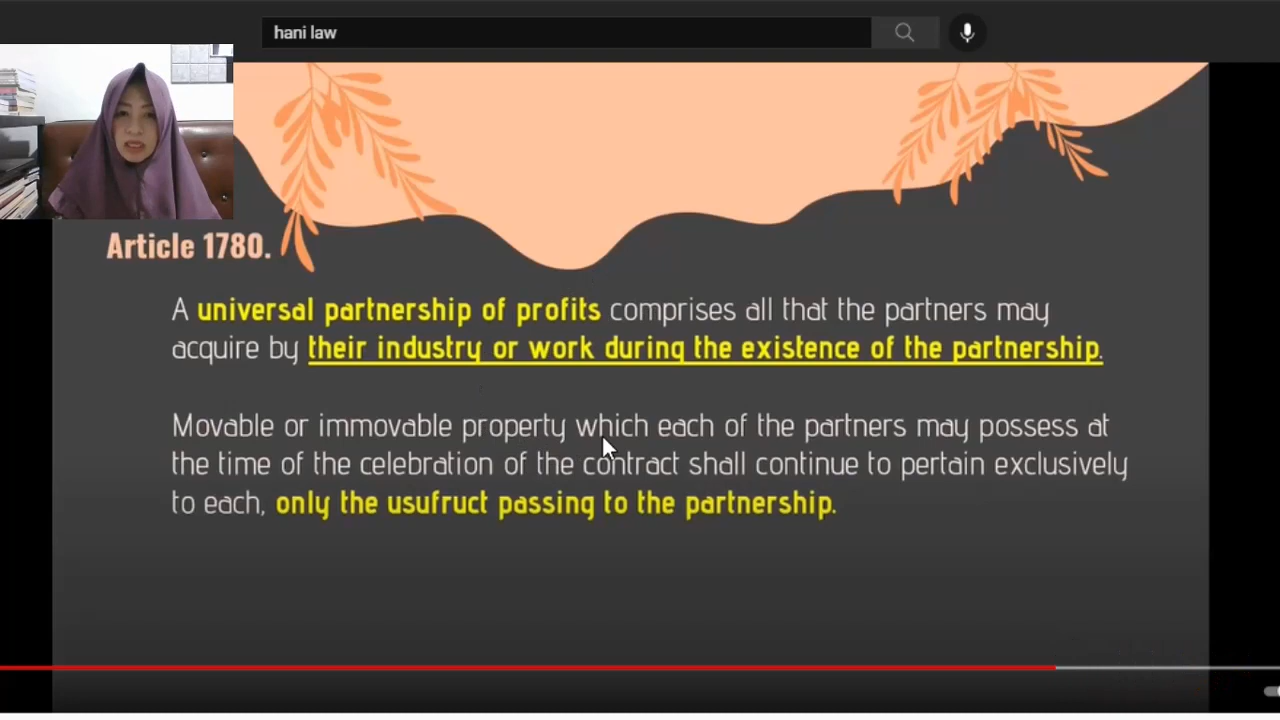 hani law
Article 1780.
A universal partnership of profits comprises all that the partners may
acquire by their industry or work during the existence of the partnership.
Movable or immovable property which each of the partners may possess at
the time of the celebration of the contract shall continue to pertain exclusively
to each, only the usufruct passing to the partnership.